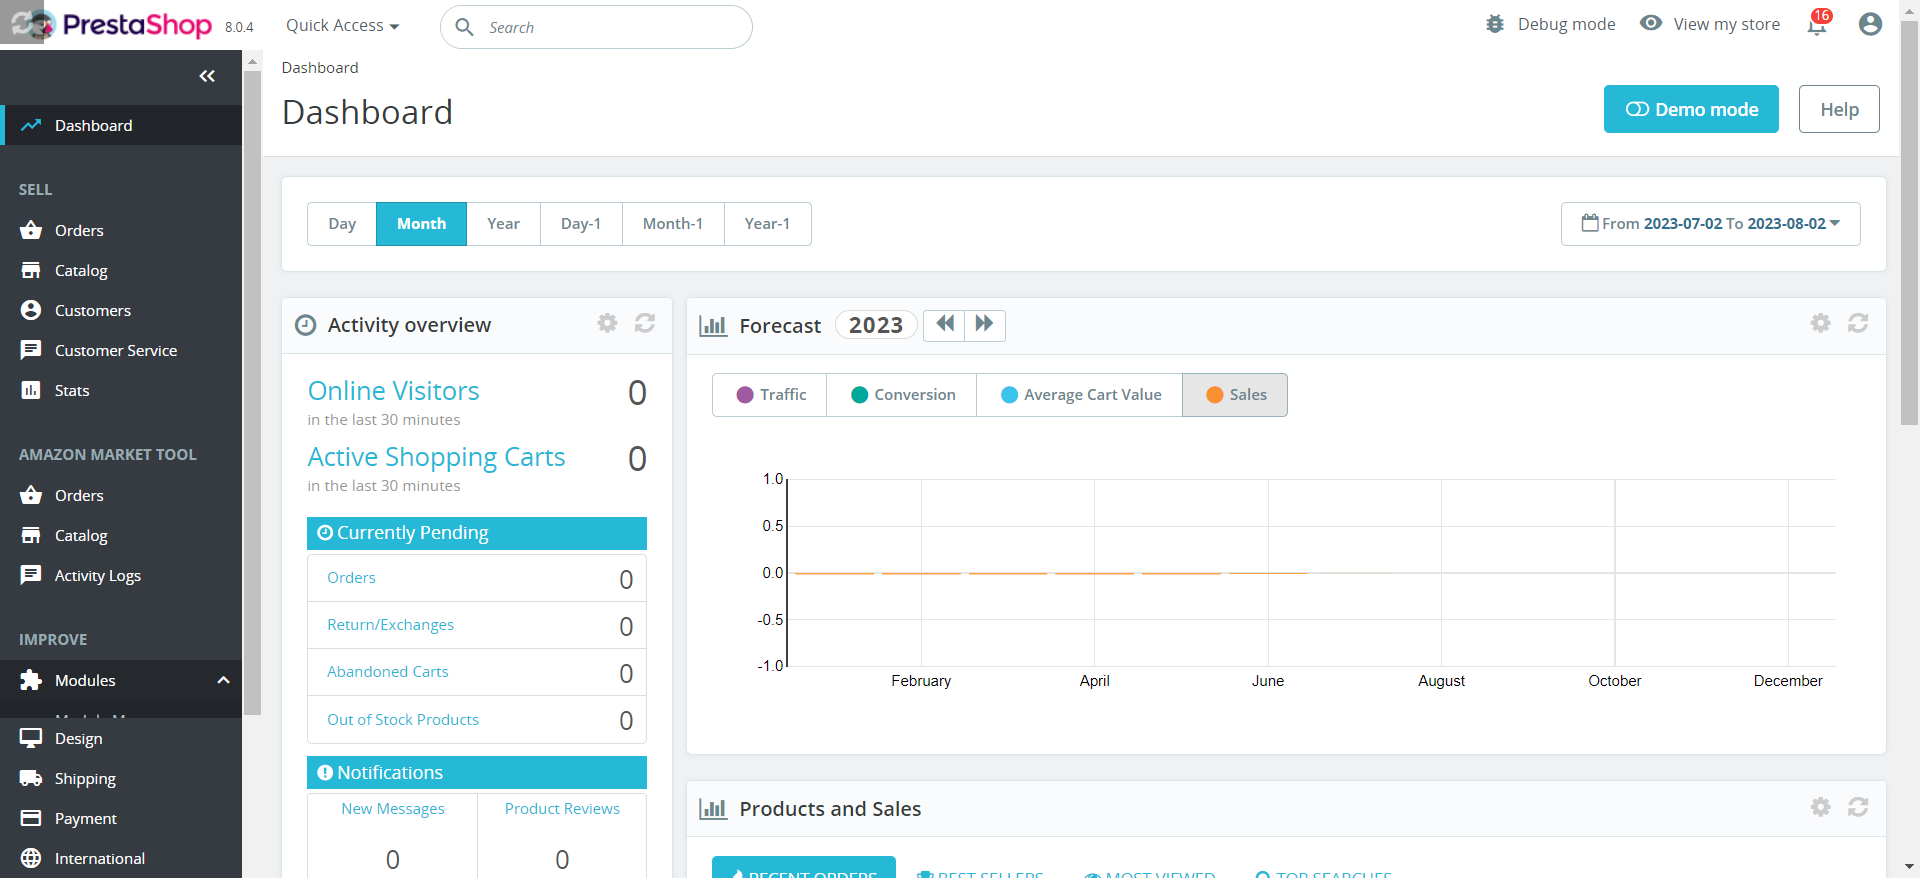 PrestaShop 8.0.4
Quick Access
Search
Debug mode
View my store
16
Dashboard
Dashboard
Demo mode
Help
Dashboard
SELL
Orders
Catalog
Customers
Customer Service
Stats
AMAZON MARKET TOOL
Orders
Catalog
Activity Logs
IMPROVE
Modules
Design
Shipping
Payment
International
Day
Month
Year
Day-1
Month-1
Year-1
From 2023-07-02 To 2023-08-02
Activity overview
Online Visitors 0
in the last 30 minutes
Active Shopping Carts 0
in the last 30 minutes
Currently Pending
Orders 0
Return/Exchanges 0
Abandoned Carts 0
Out of Stock Products 0
Notifications
New Messages
Product Reviews
0
0
Forecast 2023
Traffic
Conversion
Average Cart Value
Sales
1.0
0.5
0.0
-0.5
-1.0
February
April
June
August
October
December
Products and Sales
RECENT ORDERS
BEST SELLERS
MOST VIEWED
TOP SEARCHES